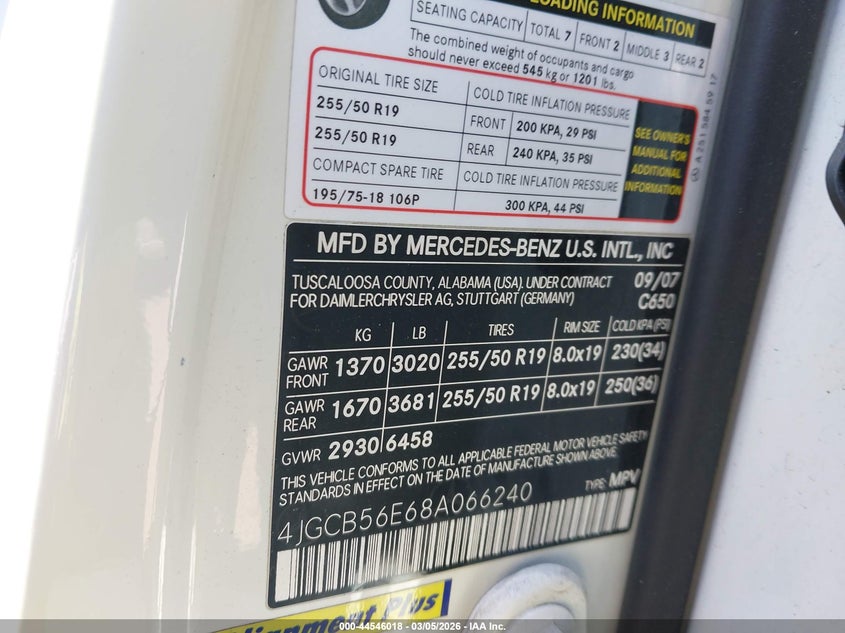 LOADING INFORMATION
SEATING CAPACITY TOTAL 7 FRONT 2 MIDDLE 3 REAR 2
The combined weight of occupants and cargo
should never exceed 545 kg or 1201 lbs.
ORIGINAL TIRE SIZE COLD TIRE INFLATION PRESSURE
255/50 R19 FRONT 200 KPA, 29 PSI
255/50 R19 REAR 240 KPA, 35 PSI
COMPACT SPARE TIRE COLD TIRE INFLATION PRESSURE
195/75-18 106P 300 KPA, 44 PSI
SEE OWNER'S
MANUAL FOR
ADDITIONAL
INFORMATION
A 251 584 59 17
MFD BY MERCEDES-BENZ U.S. INTL., INC
TUSCALOOSA COUNTY, ALABAMA (USA). UNDER CONTRACT 09/07
FOR DAIMLERCHRYSLER AG, STUTTGART (GERMANY) C650
KG LB TIRES RIM SIZE COLD KPA (PSI)
GAWR FRONT 1370 3020 255/50 R19 8.0x19 230(34)
GAWR REAR 1670 3681 255/50 R19 8.0x19 250(36)
GVWR 2930 6458
THIS VEHICLE CONFORMS TO ALL APPLICABLE FEDERAL MOTOR VEHICLE SAFETY
STANDARDS IN EFFECT ON THE DATE OF MANUFACTURE SHOWN ABOVE.
TYPE: MPV
4JGCB56E68A066240
Alignment Plus
000-44546018 — 03/05/2026 — IAA Inc.